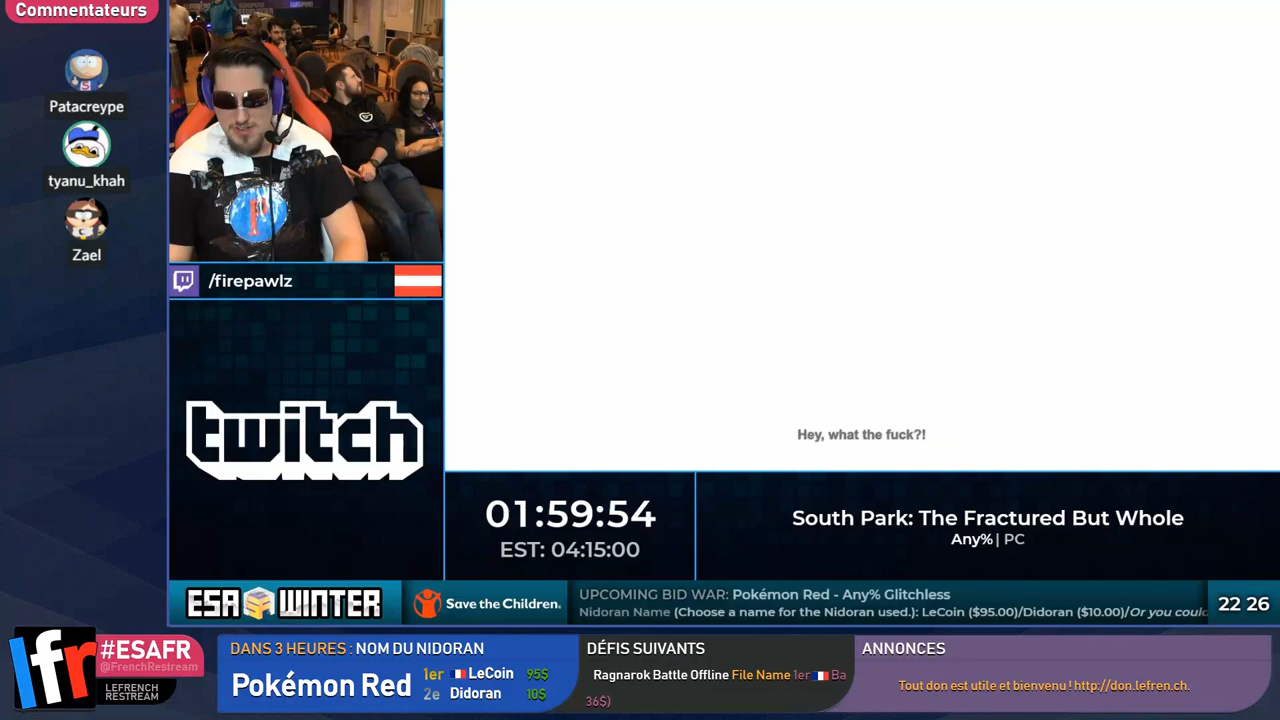 Commentateurs
Patacreype
tyanu_khah
Zael
/firepawlz
twitch
Hey, what the fuck?!
01:59:54
EST: 04:15:00
South Park: The Fractured But Whole
Any% | PC
ESA WINTER
Save the Children.
UPCOMING BID WAR: Pokémon Red - Any% Glitchless
Nidoran Name (Choose a name for the Nidoran used.): LeCoin ($95.00)/Didoran ($10.00)/Or you could
22 26
lfr
#ESAFR
@FrenchRestream
LEFRENCH
RESTREAM
DANS 3 HEURES : NOM DU NIDORAN
Pokémon Red
1er LeCoin 95$
2e Didoran 10$
DÉFIS SUIVANTS
Ragnarok Battle Offline File Name 1er Ba
36$)
ANNONCES
Tout don est utile et bienvenu ! http://don.lefren.ch.